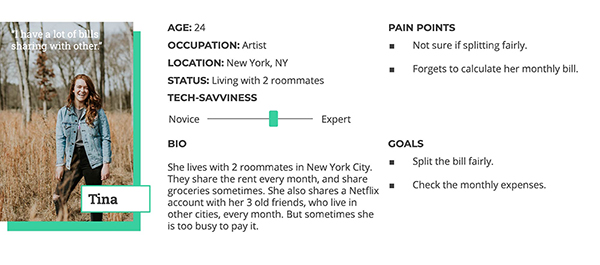 "I have a lot of bills
sharing with other."
Tina
AGE: 24
OCCUPATION: Artist
LOCATION: New York, NY
STATUS: Living with 2 roommates
TECH-SAVVINESS
Novice Expert
BIO
She lives with 2 roommates in New York City.
They share the rent every month, and share
groceries sometimes. She also shares a Netflix
account with her 3 old friends, who live in
other cities, every month. But sometimes she
is too busy to pay it.
PAIN POINTS
▪ Not sure if splitting fairly.
▪ Forgets to calculate her monthly bill.
GOALS
▪ Split the bill fairly.
▪ Check the monthly expenses.